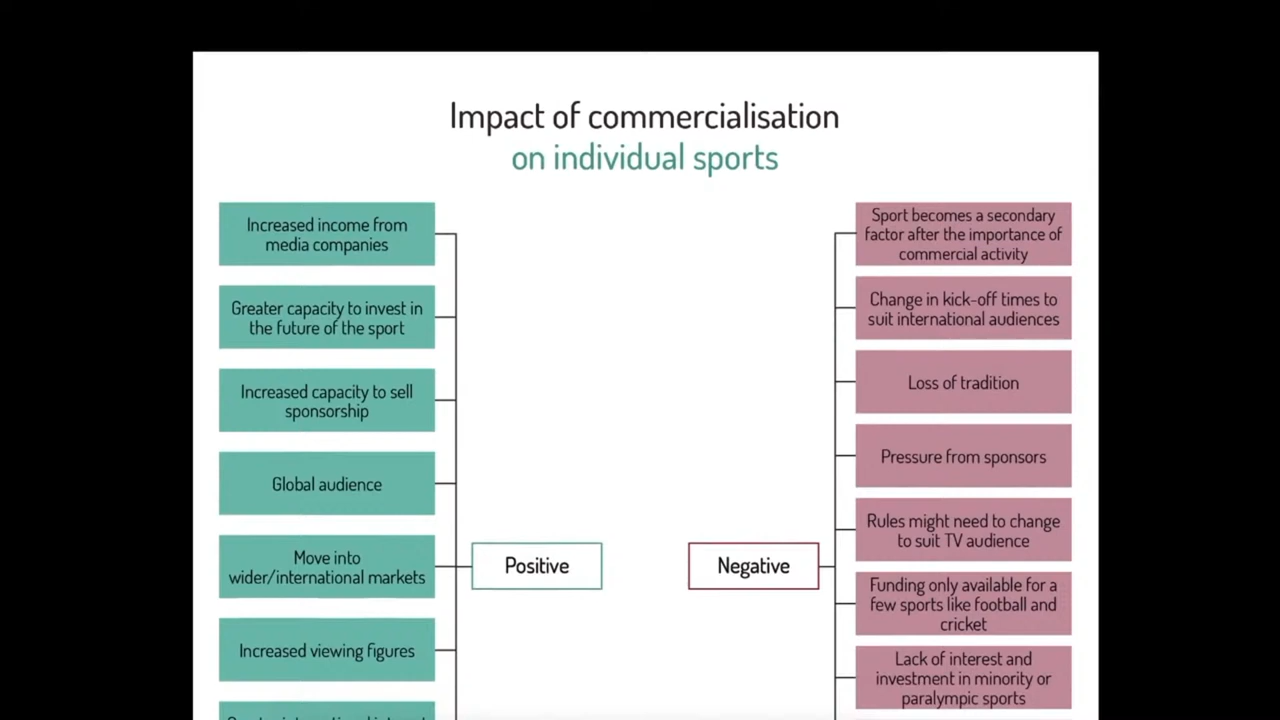 Impact of commercialisation
on individual sports
Increased income from
media companies
Greater capacity to invest in
the future of the sport
Increased capacity to sell
sponsorship
Global audience
Move into
wider/international markets
Increased viewing figures
Positive
Negative
Sport becomes a secondary
factor after the importance of
commercial activity
Change in kick-off times to
suit international audiences
Loss of tradition
Pressure from sponsors
Rules might need to change
to suit TV audience
Funding only available for a
few sports like football and
cricket
Lack of interest and
investment in minority or
paralympic sports